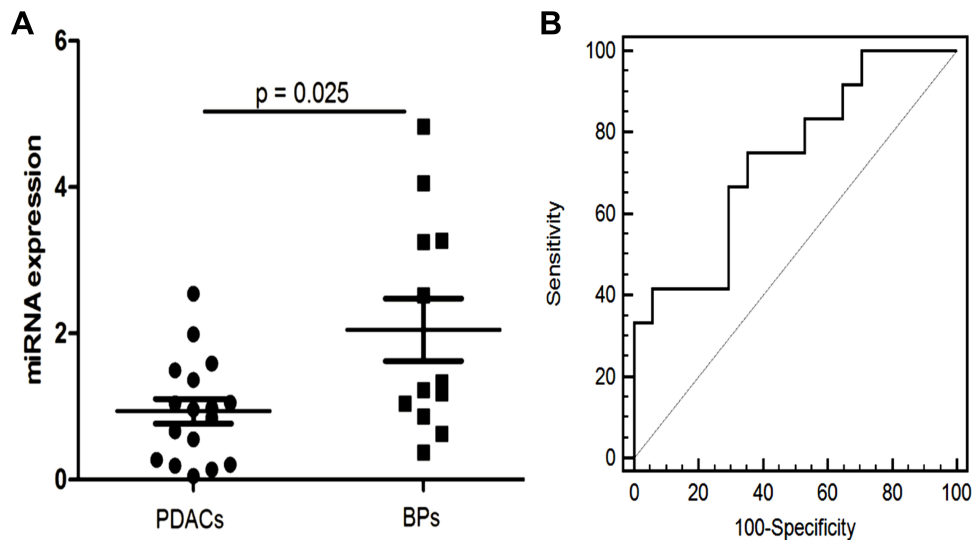 A
6
4
2
0
miRNA expression
p = 0.025
PDACs
BPs
B
100
80
60
40
20
0
Sensitivity
0 20 40 60 80 100
100-Specificity